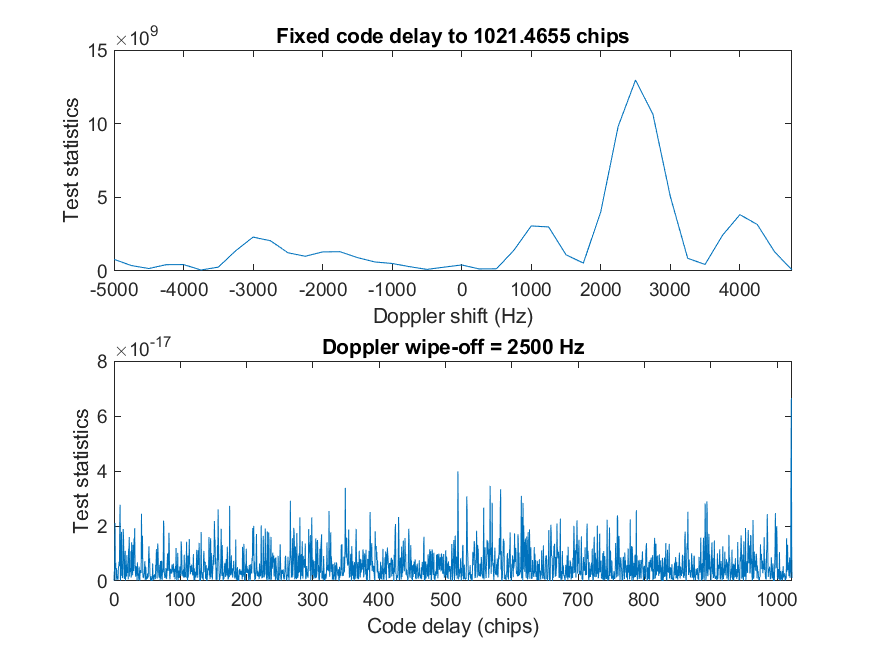 ×10^9
Fixed code delay to 1021.4655 chips
15
10
5
0
Test statistics
-5000 -4000 -3000 -2000 -1000 0 1000 2000 3000 4000
Doppler shift (Hz)
×10^-17
Doppler wipe-off = 2500 Hz
8
6
4
2
0
Test statistics
0 100 200 300 400 500 600 700 800 900 1000
Code delay (chips)